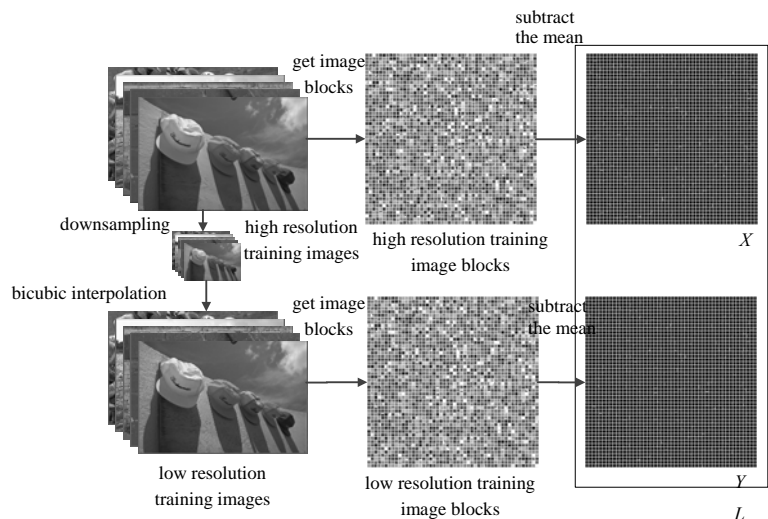 subtract
the mean
get image
blocks
downsampling
high resolution
training images
high resolution training
image blocks
X
bicubic interpolation
get image
blocks
subtract
the mean
low resolution
training images
low resolution training
image blocks
Y
L